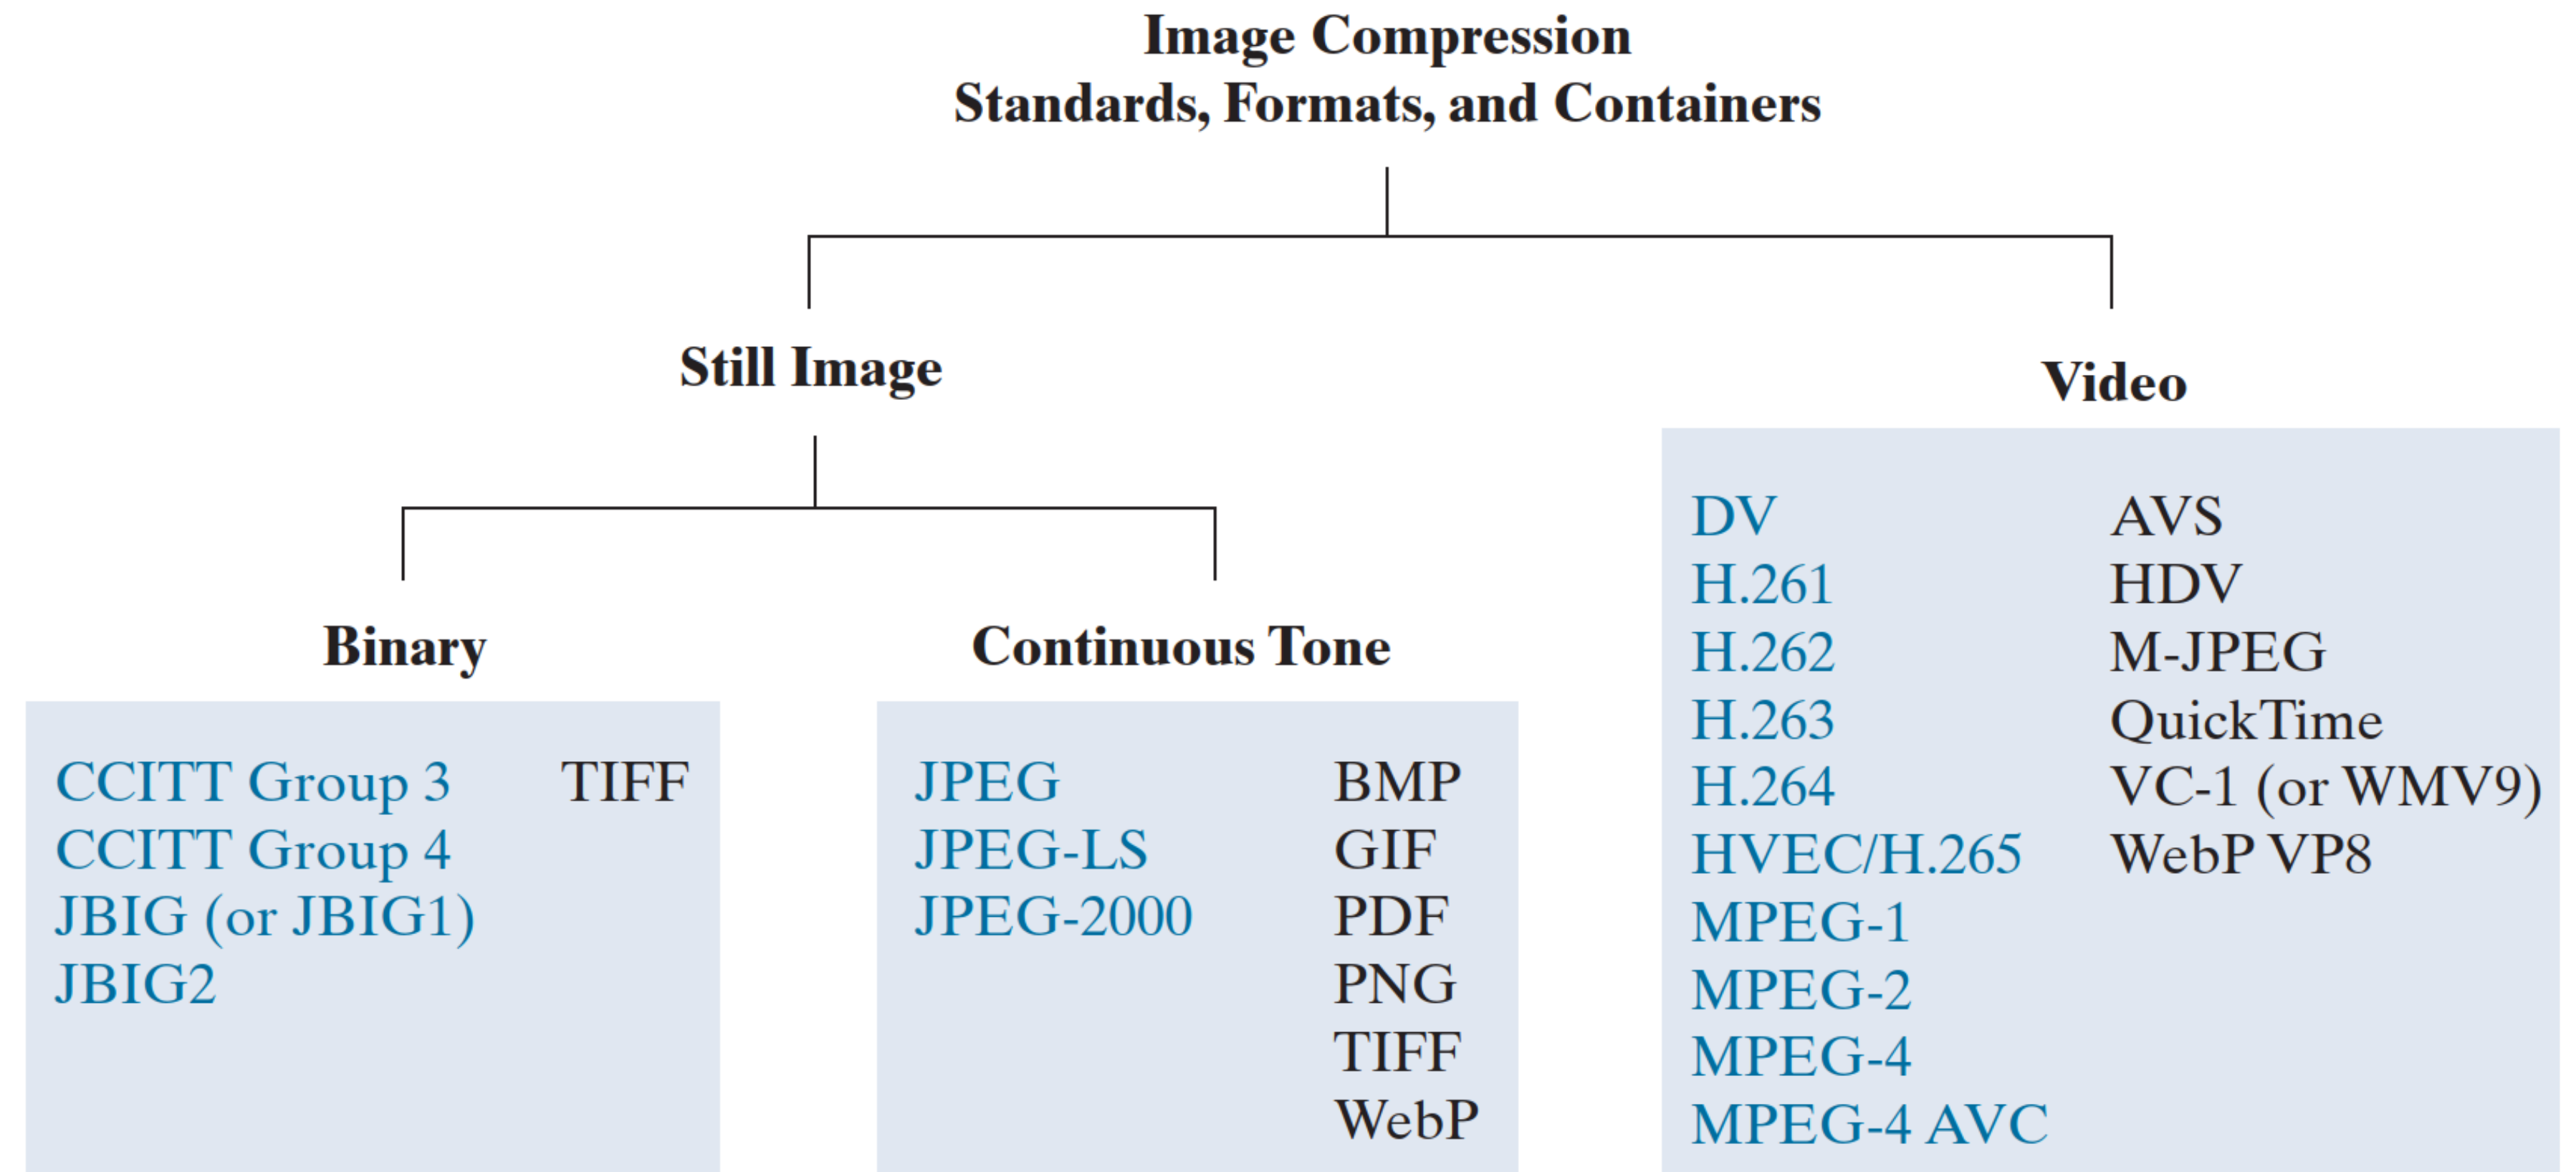 Image Compression
Standards, Formats, and Containers
Still Image
Video
Binary
Continuous Tone
CCITT Group 3
CCITT Group 4
JBIG (or JBIG1)
JBIG2
TIFF
JPEG
JPEG-LS
JPEG-2000
BMP
GIF
PDF
PNG
TIFF
WebP
DV
H.261
H.262
H.263
H.264
HVEC/H.265
MPEG-1
MPEG-2
MPEG-4
MPEG-4 AVC
AVS
HDV
M-JPEG
QuickTime
VC-1 (or WMV9)
WebP VP8